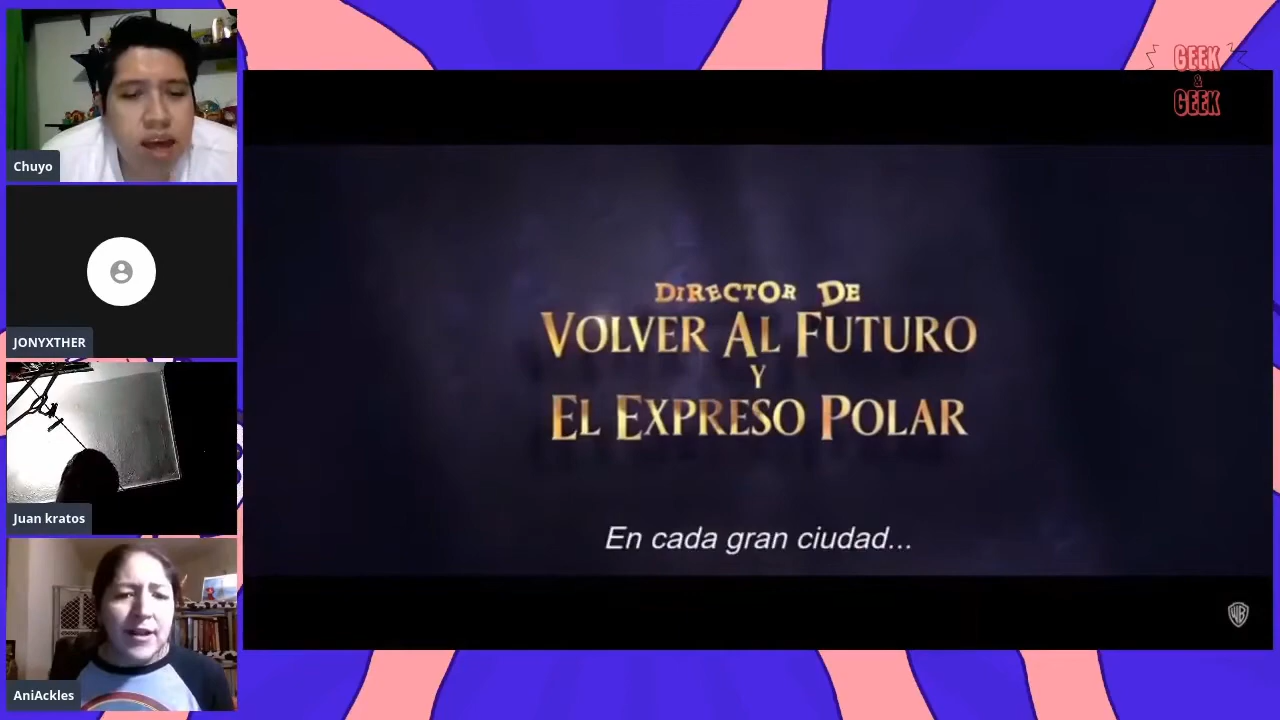 GEEK
&
GEEK
Chuyo
JONYXTHER
Juan kratos
AniAckles
DIRECTOR DE
VOLVER AL FUTURO
Y
EL EXPRESO POLAR
En cada gran ciudad...
WB